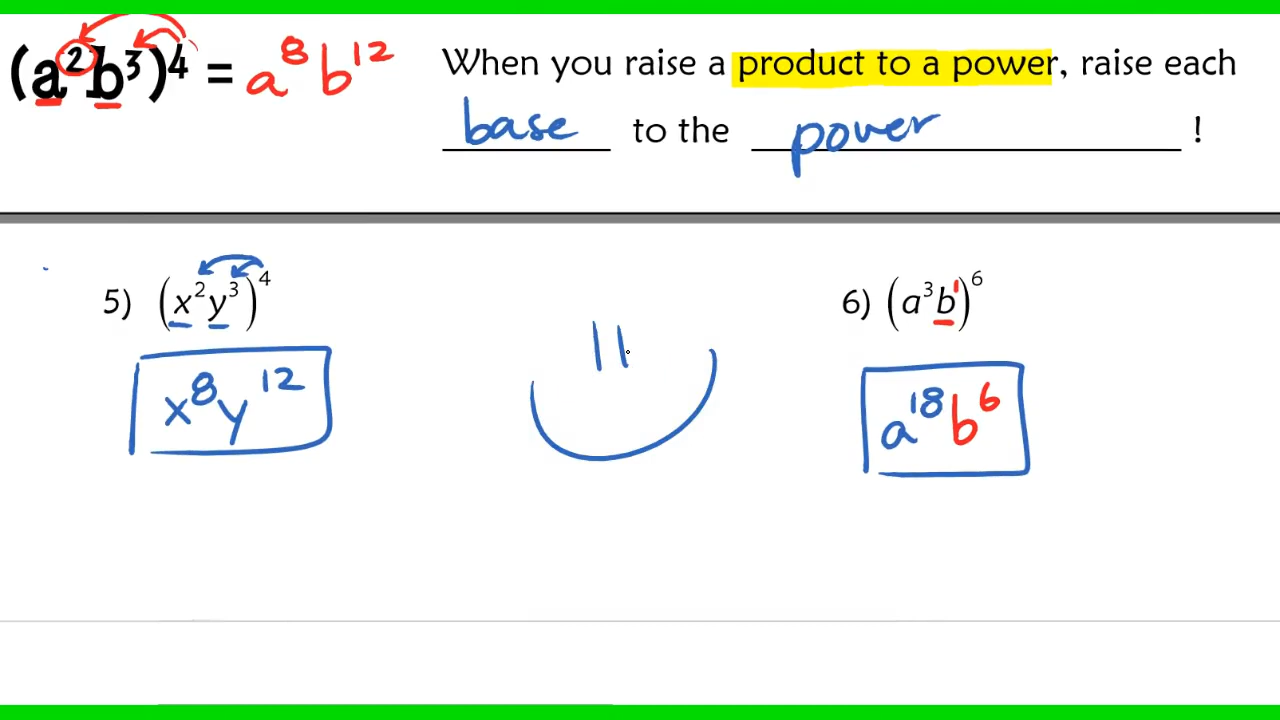 (a²b³)⁴ = a⁸b¹²
When you raise a product to a power, raise each
base to the power !
5) (x²y³)⁴
6) (a³b¹)⁶
x⁸y¹²
a¹⁸b⁶